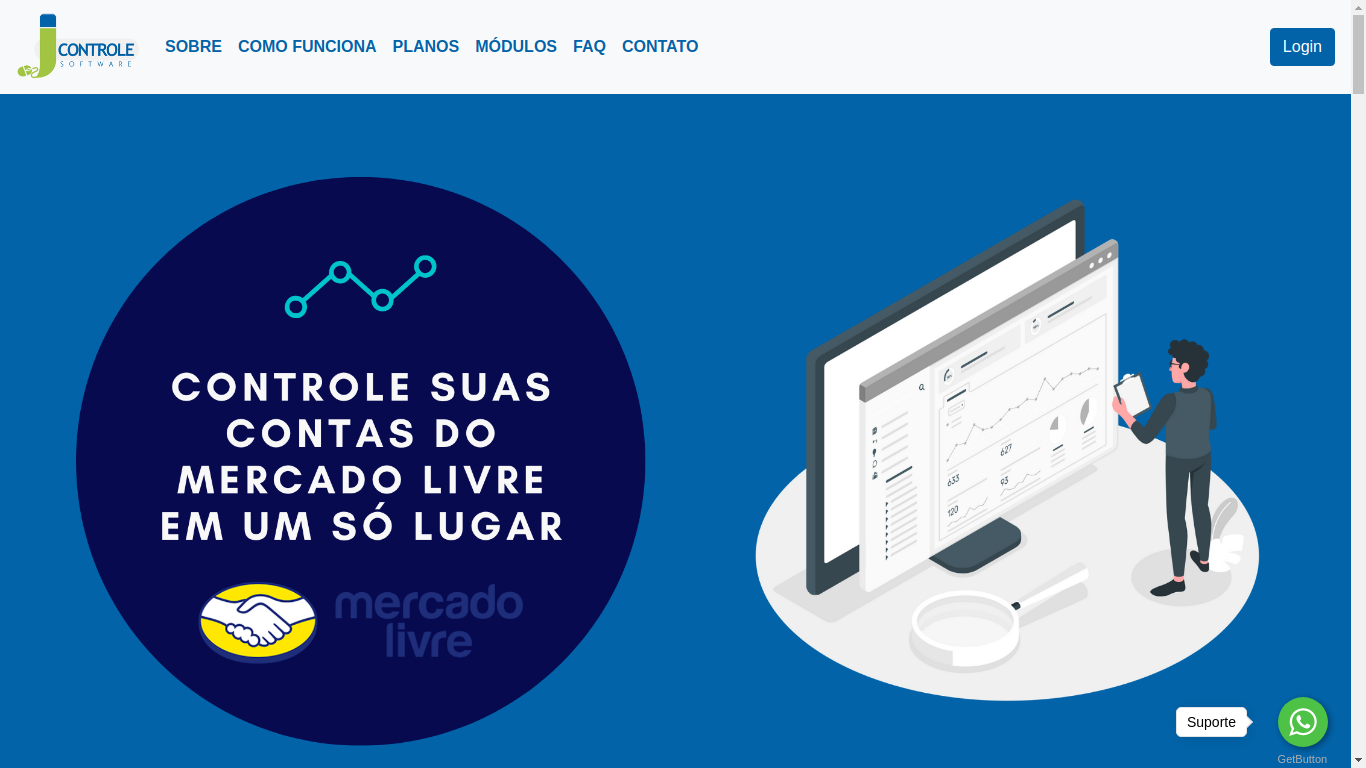 CONTROLE
SOFTWARE
SOBRE COMO FUNCIONA PLANOS MÓDULOS FAQ CONTATO
Login
CONTROLE SUAS
CONTAS DO
MERCADO LIVRE
EM UM SÓ LUGAR
mercado
livre
633
627
120
93
Suporte
GetButton